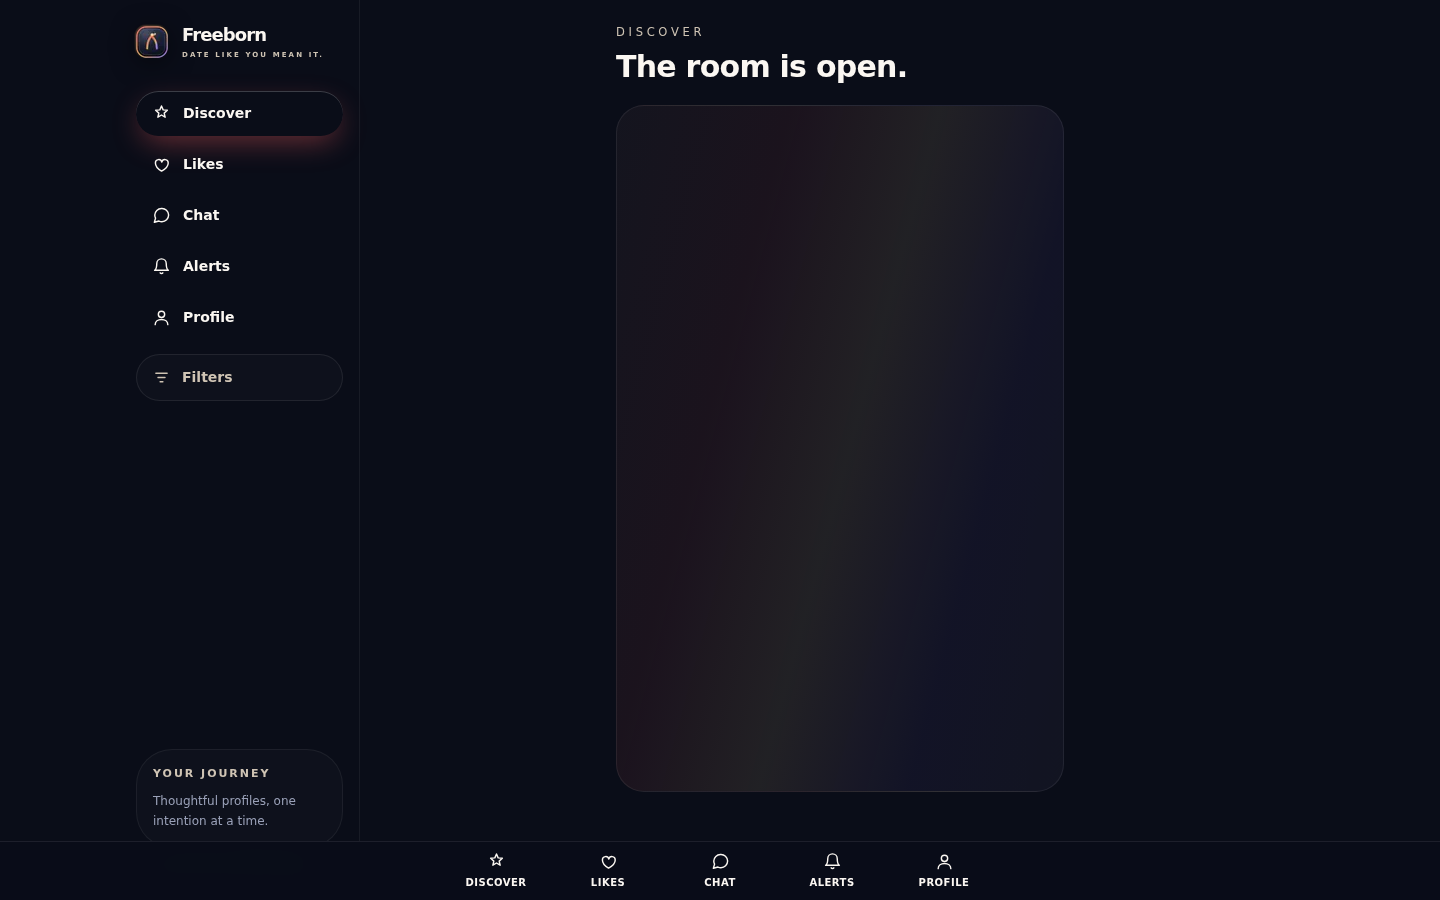 Freeborn
DATE LIKE YOU MEAN IT.
Discover
Likes
Chat
Alerts
Profile
Filters
YOUR JOURNEY
Thoughtful profiles, one
intention at a time.
DISCOVER
The room is open.
DISCOVER
LIKES
CHAT
ALERTS
PROFILE